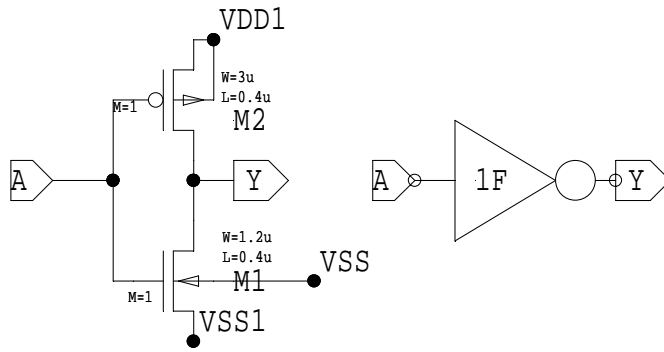 VDD1
W=3u
L=0.4u
M=1
M2
A
Y
A
1F
Y
W=1.2u
L=0.4u
VSS
M1
M=1
VSS1